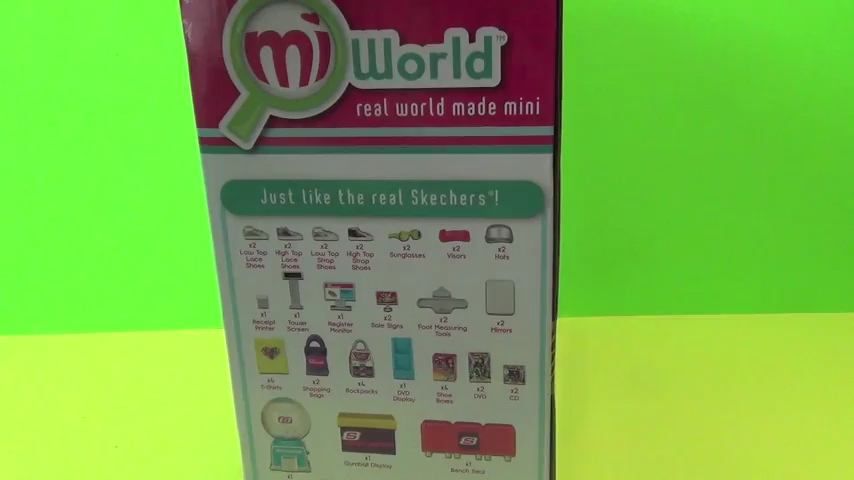 mi World™
real world made mini
Just like the real Skechers®!
x2 Low Top Lace Shoes
x2 High Top Lace Shoes
x2 Low Top Strap Shoes
x2 High Top Strap Shoes
x2 Sunglasses
x2 Visors
x2 Hats
x1 Receipt Printer
x1 Tower Screen
x1 Register Monitor
x2 Sale Signs
x2 Foot Measuring Tools
x2 Mirrors
x4 T-Shirts
x2 Shopping Bags
x4 Backpacks
x1 DVD Display
x4 Shoe Boxes
x2 DVD
x2 CD
x1
x1 Gumball Display
x1 Bench Seat